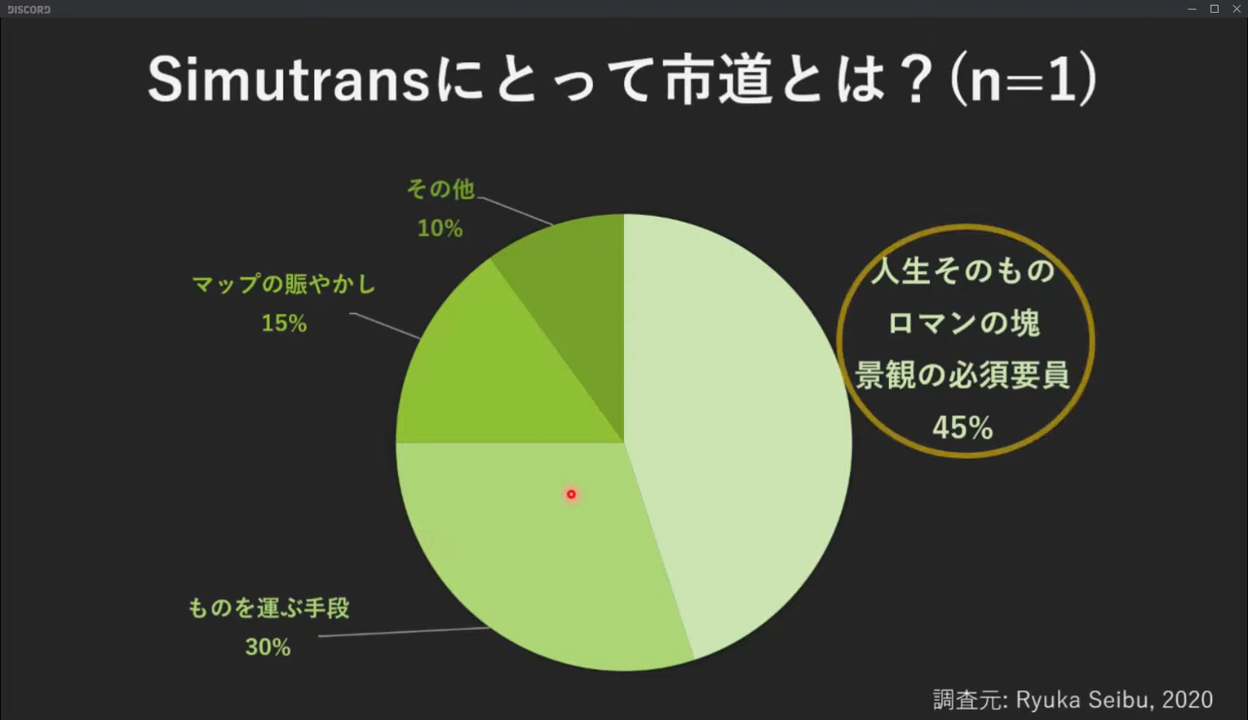 DISCORD
Simutransにとって市道とは？(n=1)
その他
10%
マップの賑やかし
15%
人生そのもの
ロマンの塊
景観の必須要員
45%
ものを運ぶ手段
30%
調査元: Ryuka Seibu, 2020